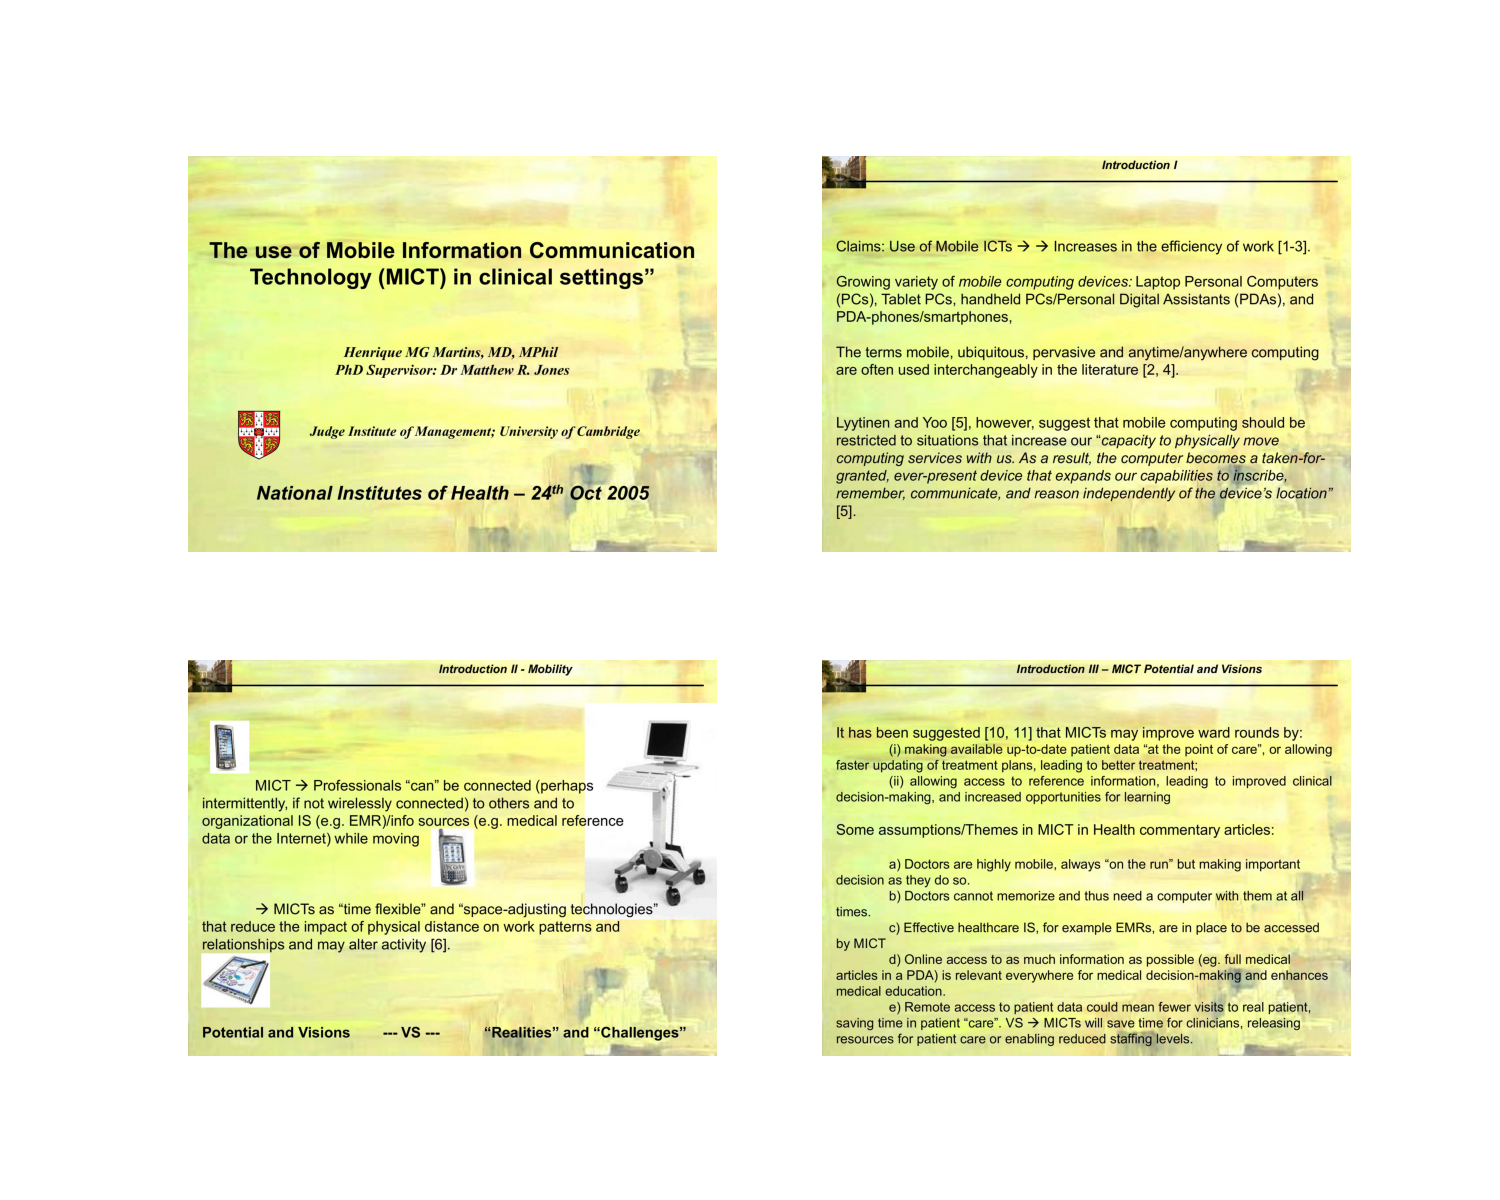 The use of Mobile Information Communication
Technology (MICT) in clinical settings”
Henrique MG Martins, MD, MPhil
PhD Supervisor: Dr Matthew R. Jones
Judge Institute of Management; University of Cambridge
National Institutes of Health – 24th Oct 2005
Introduction I
Claims: Use of Mobile ICTs → → Increases in the efficiency of work [1-3].
Growing variety of mobile computing devices: Laptop Personal Computers
(PCs), Tablet PCs, handheld PCs/Personal Digital Assistants (PDAs), and
PDA-phones/smartphones,
The terms mobile, ubiquitous, pervasive and anytime/anywhere computing
are often used interchangeably in the literature [2, 4].
Lyytinen and Yoo [5], however, suggest that mobile computing should be
restricted to situations that increase our “capacity to physically move
computing services with us. As a result, the computer becomes a taken-for-
granted, ever-present device that expands our capabilities to inscribe,
remember, communicate, and reason independently of the device’s location”
[5].
Introduction II - Mobility
MICT → Professionals “can” be connected (perhaps
intermittently, if not wirelessly connected) to others and to
organizational IS (e.g. EMR)/info sources (e.g. medical reference
data or the Internet) while moving
→ MICTs as “time flexible” and “space-adjusting technologies”
that reduce the impact of physical distance on work patterns and
relationships and may alter activity [6].
Potential and Visions --- VS --- “Realities” and “Challenges”
Introduction III – MICT Potential and Visions
It has been suggested [10, 11] that MICTs may improve ward rounds by:
(i) making available up-to-date patient data “at the point of care”, or allowing
faster updating of treatment plans, leading to better treatment;
(ii) allowing access to reference information, leading to improved clinical
decision-making, and increased opportunities for learning
Some assumptions/Themes in MICT in Health commentary articles:
a) Doctors are highly mobile, always “on the run” but making important
decision as they do so.
b) Doctors cannot memorize and thus need a computer with them at all
times.
c) Effective healthcare IS, for example EMRs, are in place to be accessed
by MICT
d) Online access to as much information as possible (eg. full medical
articles in a PDA) is relevant everywhere for medical decision-making and enhances
medical education.
e) Remote access to patient data could mean fewer visits to real patient,
saving time in patient “care”. VS → MICTs will save time for clinicians, releasing
resources for patient care or enabling reduced staffing levels.